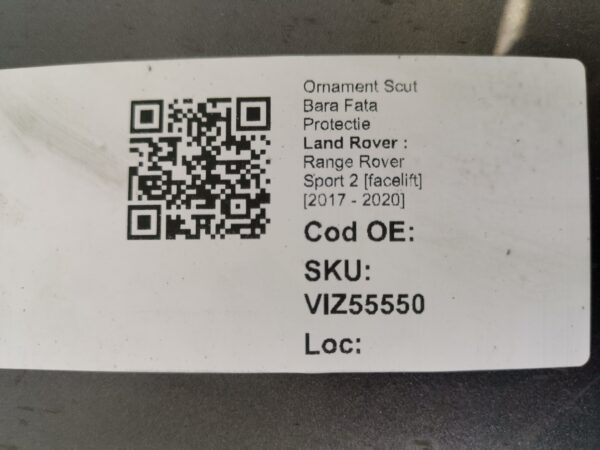 Ornament Scut
Bara Fata
Protectie
Land Rover :
Range Rover
Sport 2 [facelift]
[2017 - 2020]
Cod OE:
SKU:
VIZ55550
Loc: